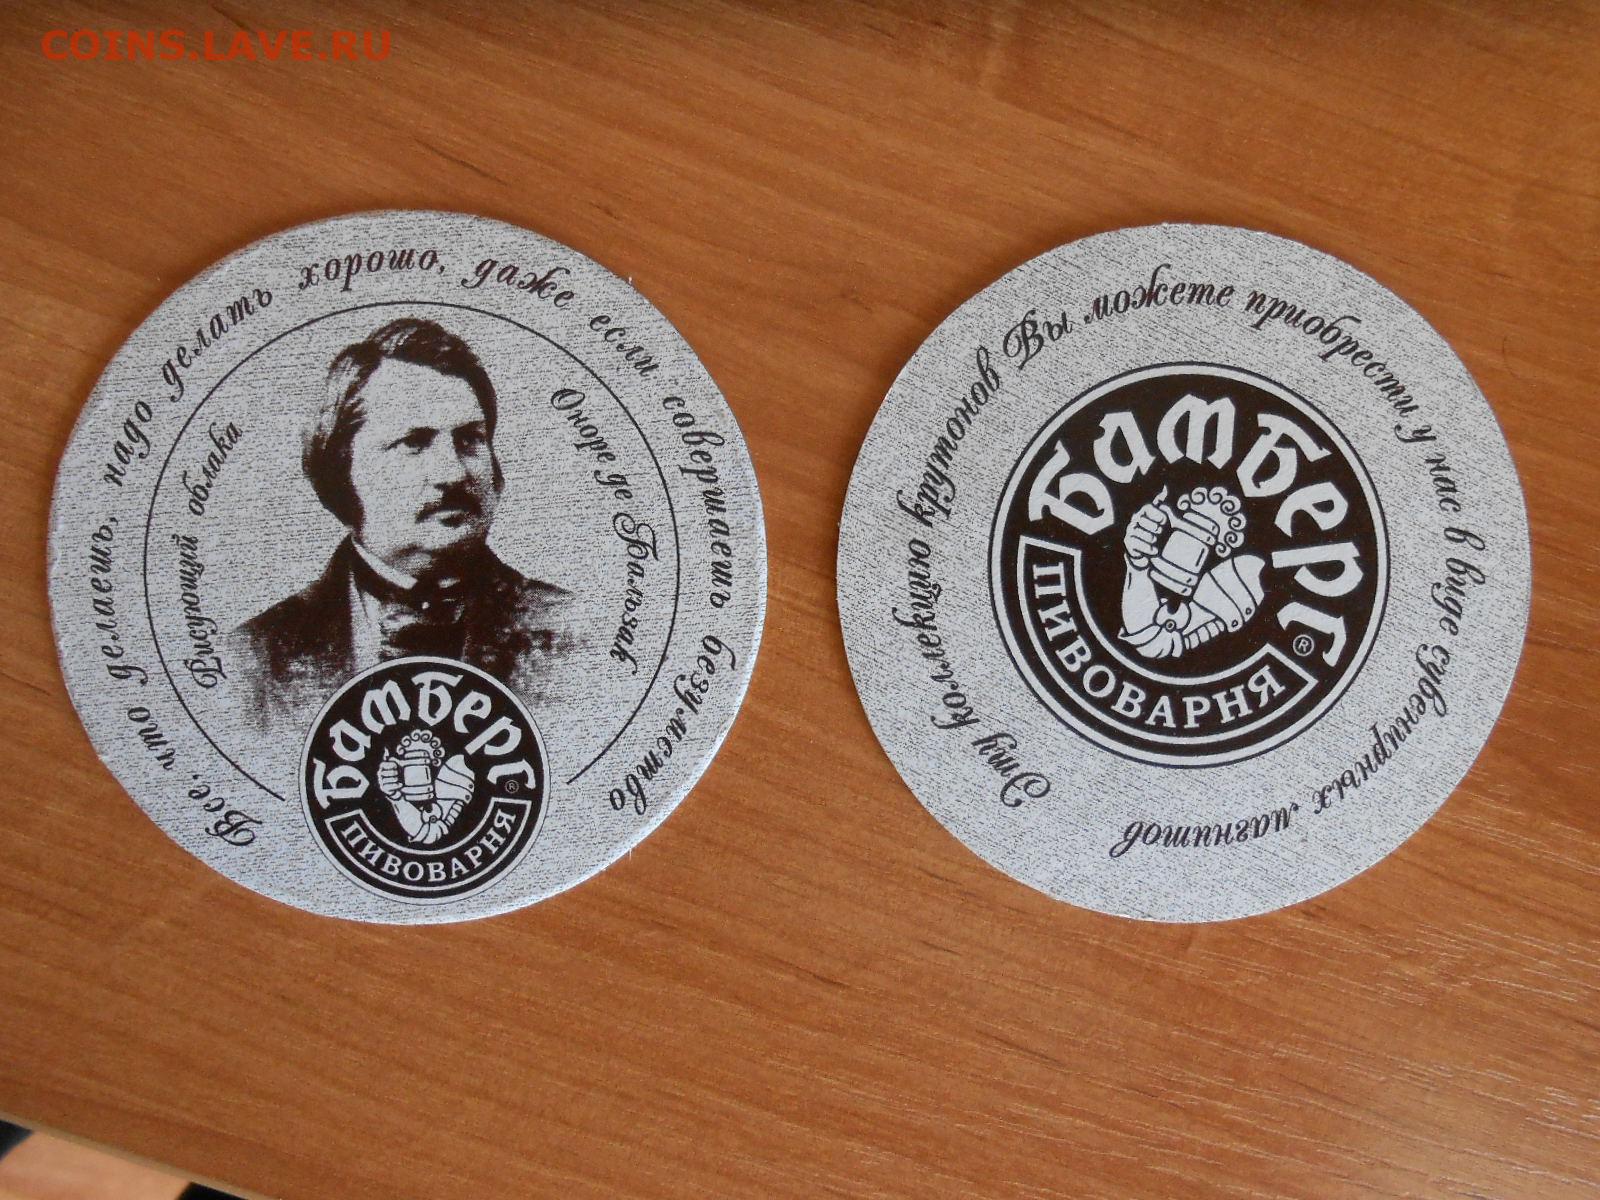 COINS.LAVE.RU
Все, что делаешь, надо делать хорошо, даже если совершаешь безумство
Рисующий облака
Оноре де Бальзак
Бамберг
®
ПИВОВАРНЯ
Эту коллекцию крутонов Вы можете приобрести у нас в виде сувенирных магнитов
Бамберг
®
ПИВОВАРНЯ